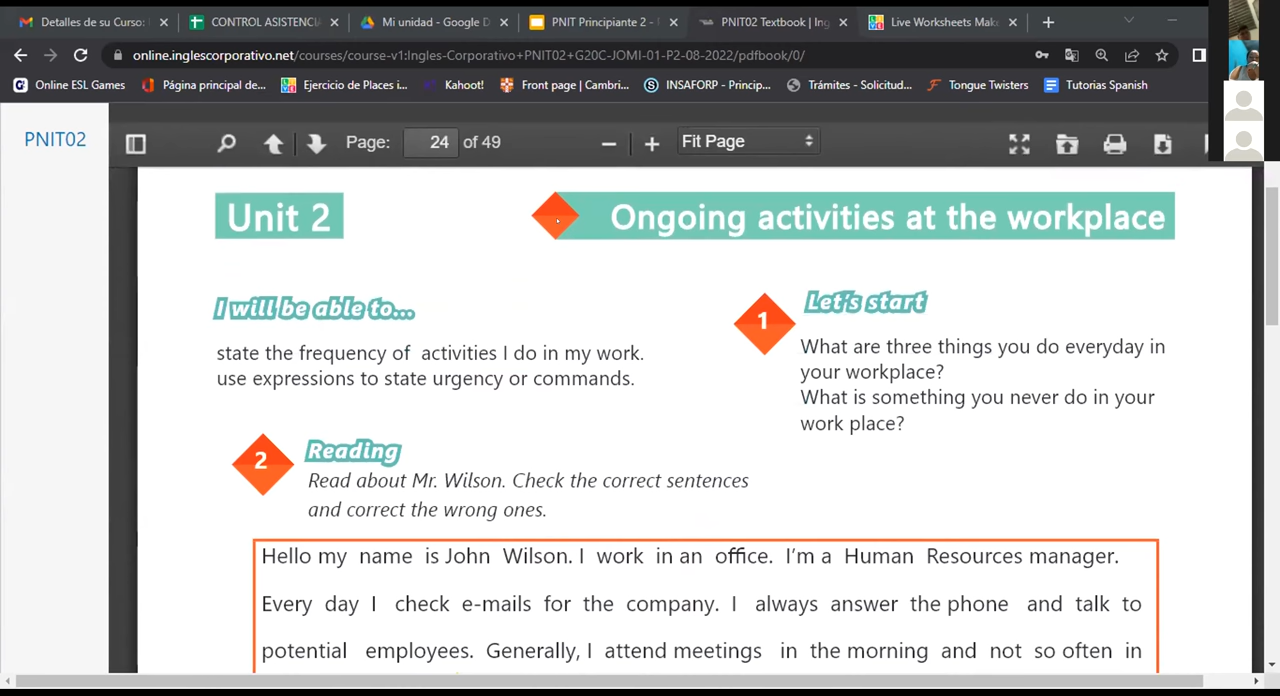 Detalles de su Curso:
CONTROL ASISTENCIA
Mi unidad - Google D
PNIT Principiante 2 -
PNIT02 Textbook | Ing
Live Worksheets Mak
online.inglescorporativo.net/courses/course-v1:Ingles-Corporativo+PNIT02+G20C-JOMI-01-P2-08-2022/pdfbook/0/
Online ESL Games
Página principal de...
Ejercicio de Places i...
Kahoot!
Front page | Cambri...
INSAFORP - Princip...
Trámites - Solicitud...
Tongue Twisters
Tutorias Spanish
PNIT02
Page: 24 of 49
Fit Page
Unit 2
Ongoing activities at the workplace
I will be able to...
state the frequency of activities I do in my work.
use expressions to state urgency or commands.
1
Let's start
What are three things you do everyday in
your workplace?
What is something you never do in your
work place?
2
Reading
Read about Mr. Wilson. Check the correct sentences
and correct the wrong ones.
Hello my name is John Wilson. I work in an office. I'm a Human Resources manager.
Every day I check e-mails for the company. I always answer the phone and talk to
potential employees. Generally, I attend meetings in the morning and not so often in